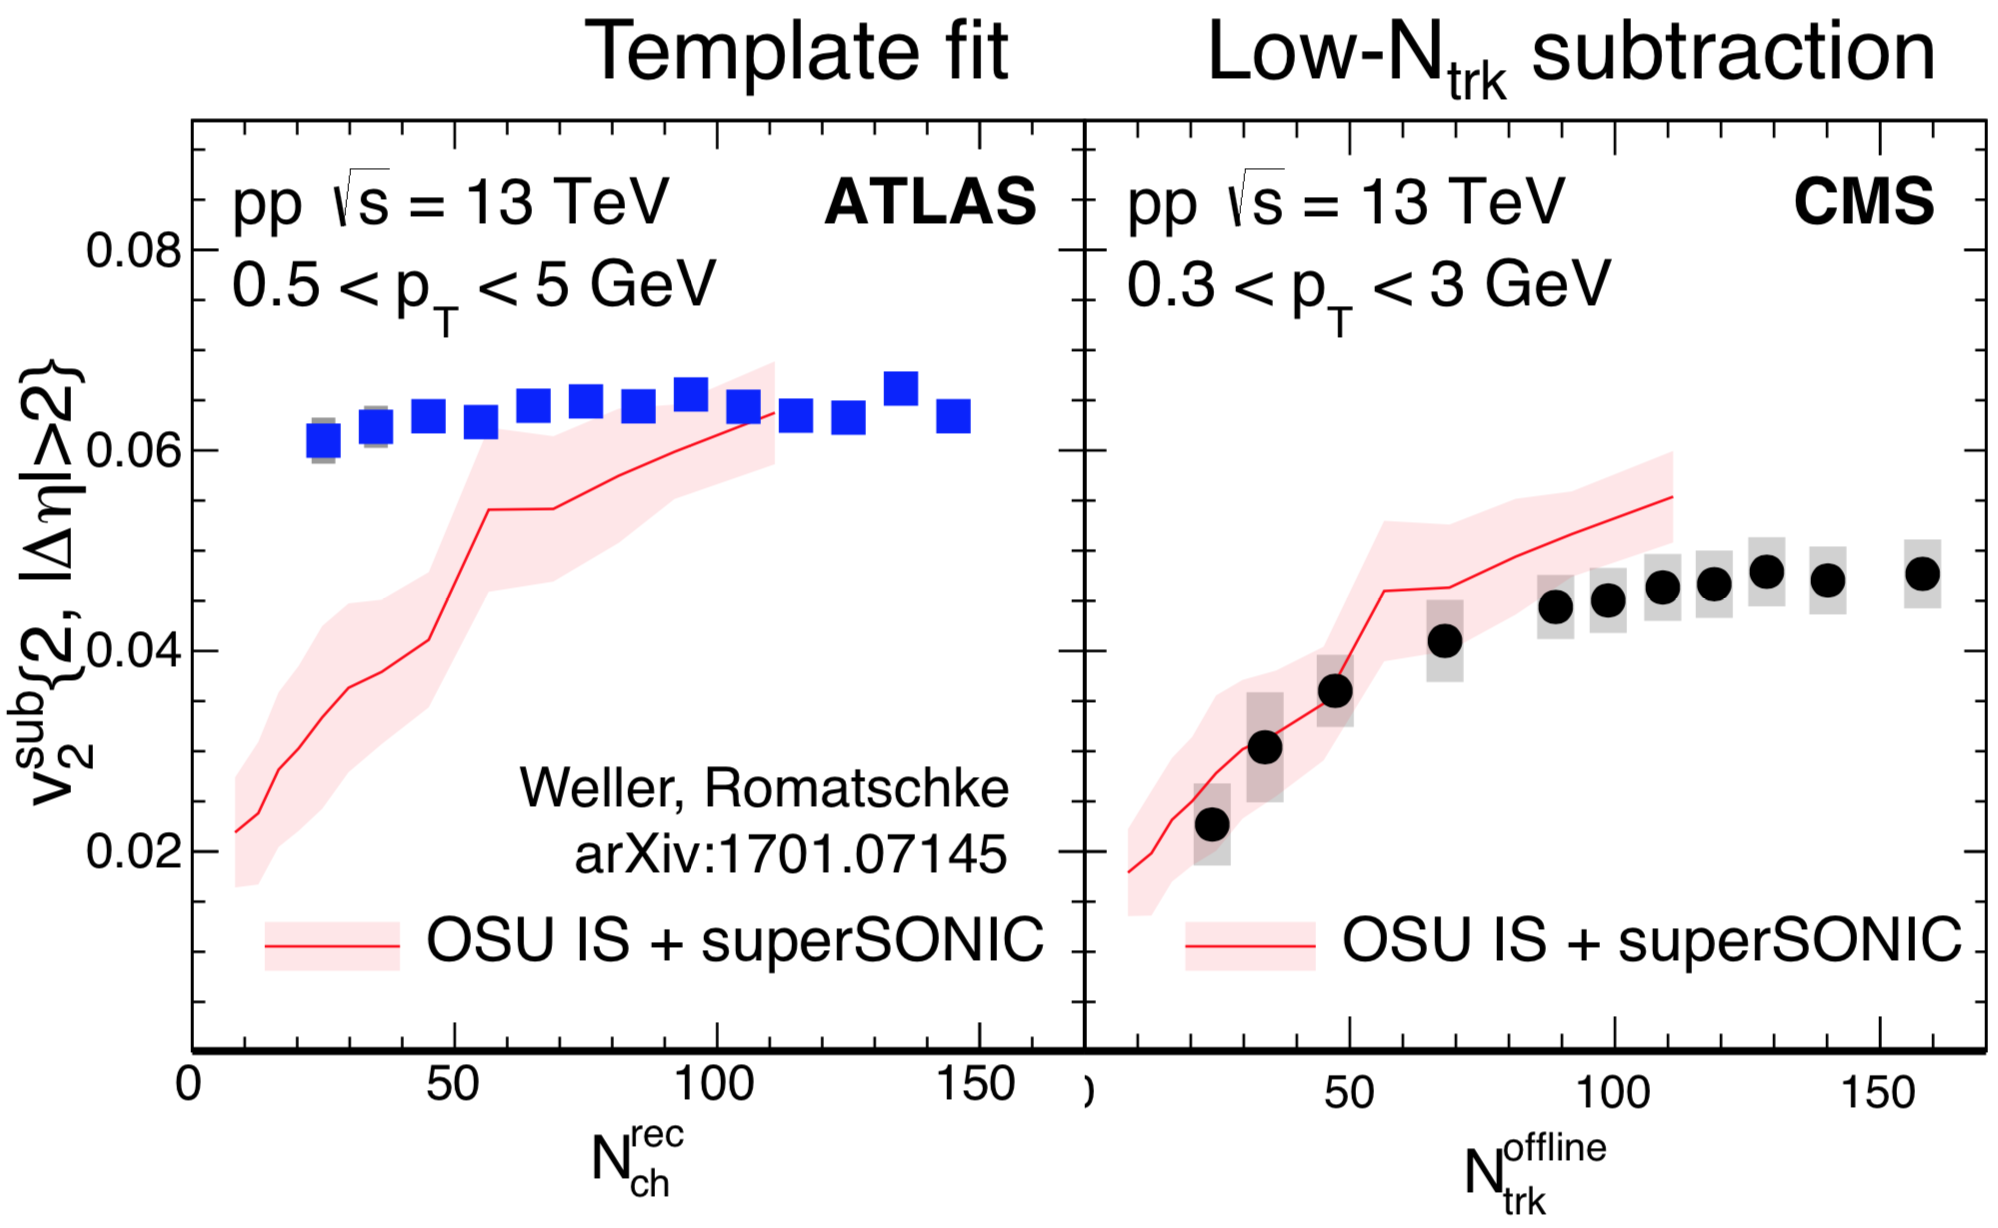 Template fit
Low-N_trk subtraction
pp √s = 13 TeV
ATLAS
0.5 < p_T < 5 GeV
pp √s = 13 TeV
CMS
0.3 < p_T < 3 GeV
v_2^sub{2, |Δη|>2}
0.08
0.06
0.04
0.02
Weller, Romatschke
arXiv:1701.07145
OSU IS + superSONIC
OSU IS + superSONIC
0
50
100
150
N_ch^rec
50
100
150
N_trk^offline